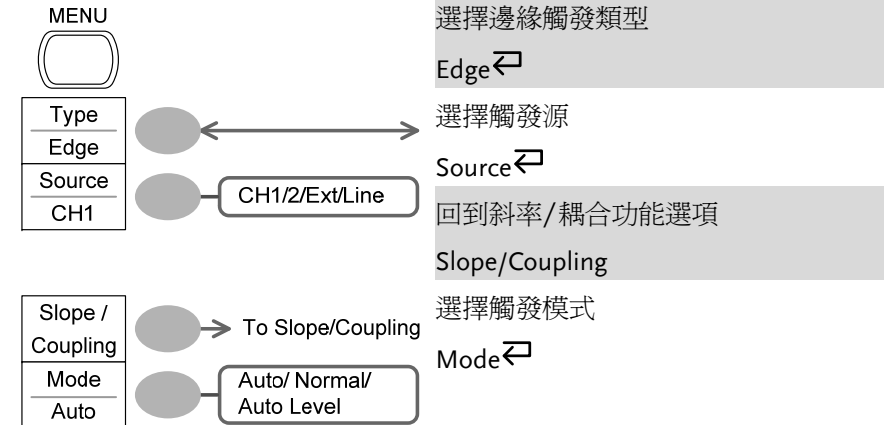 MENU
Type
Edge
Source
CH1
CH1/2/Ext/Line
Slope /
Coupling
To Slope/Coupling
Mode
Auto
Auto/ Normal/
Auto Level
選擇邊緣觸發類型
Edge
選擇觸發源
Source
回到斜率/耦合功能選項
Slope/Coupling
選擇觸發模式
Mode